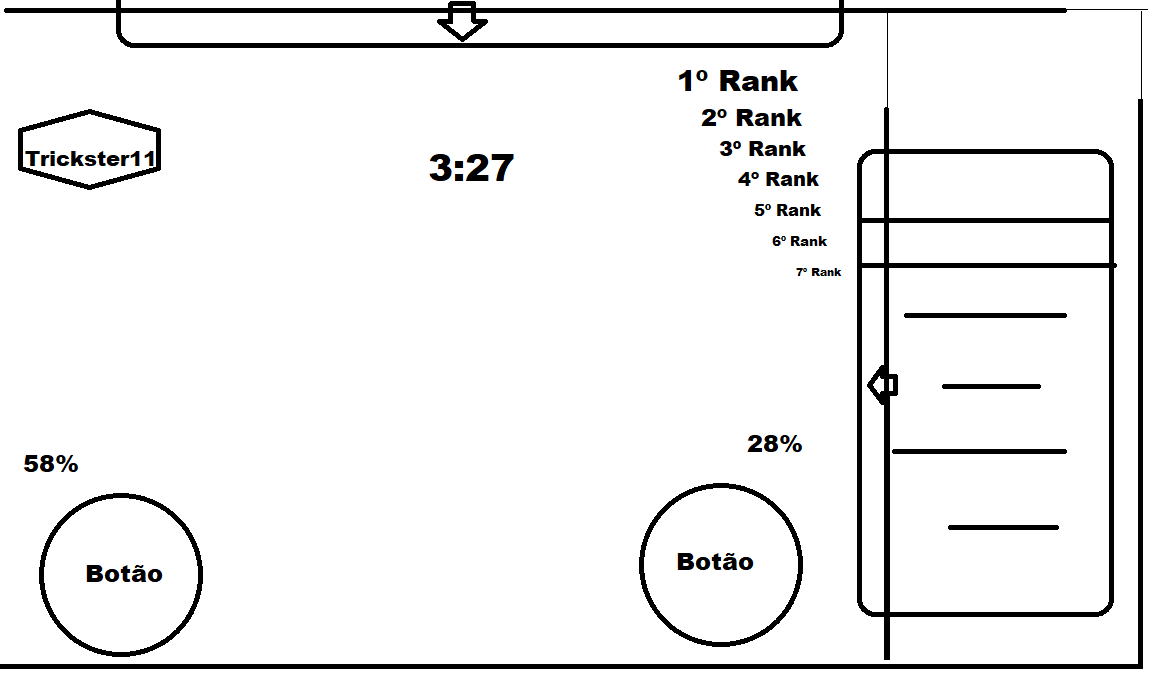 1º Rank
2º Rank
3º Rank
4º Rank
5º Rank
6º Rank
7º Rank
Trickster11
3:27
58%
28%
Botão
Botão